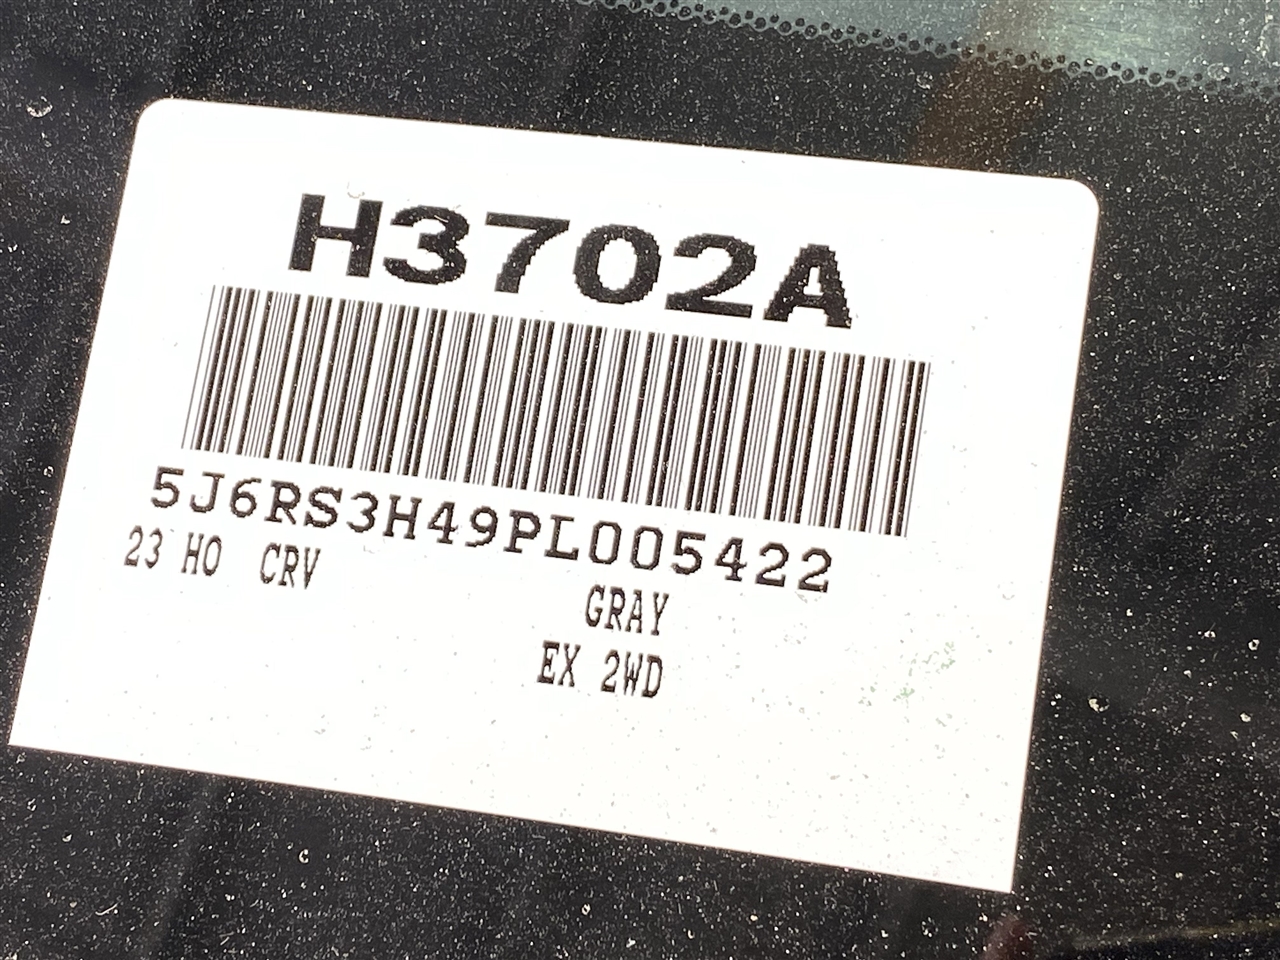 H3702A
5J6RS3H49PL005422
23 HO CRV
GRAY
EX 2WD